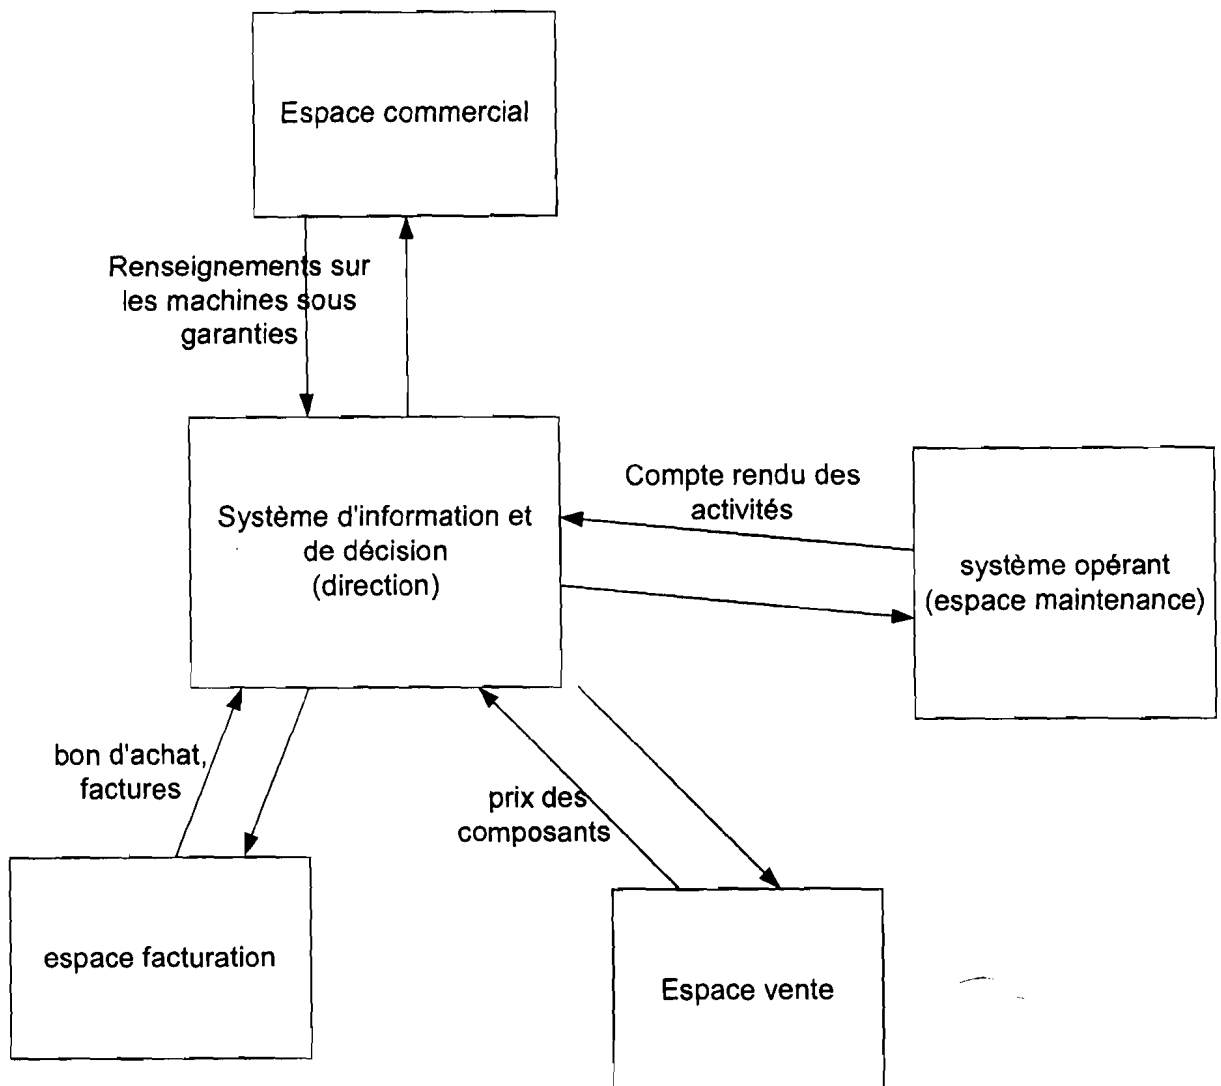 Espace commercial
Renseignements sur
les machines sous
garanties
Système d'information et
de décision
(direction)
Compte rendu des
activités
système opérant
(espace maintenance)
bon d'achat,
factures
prix des
composants
espace facturation
Espace vente